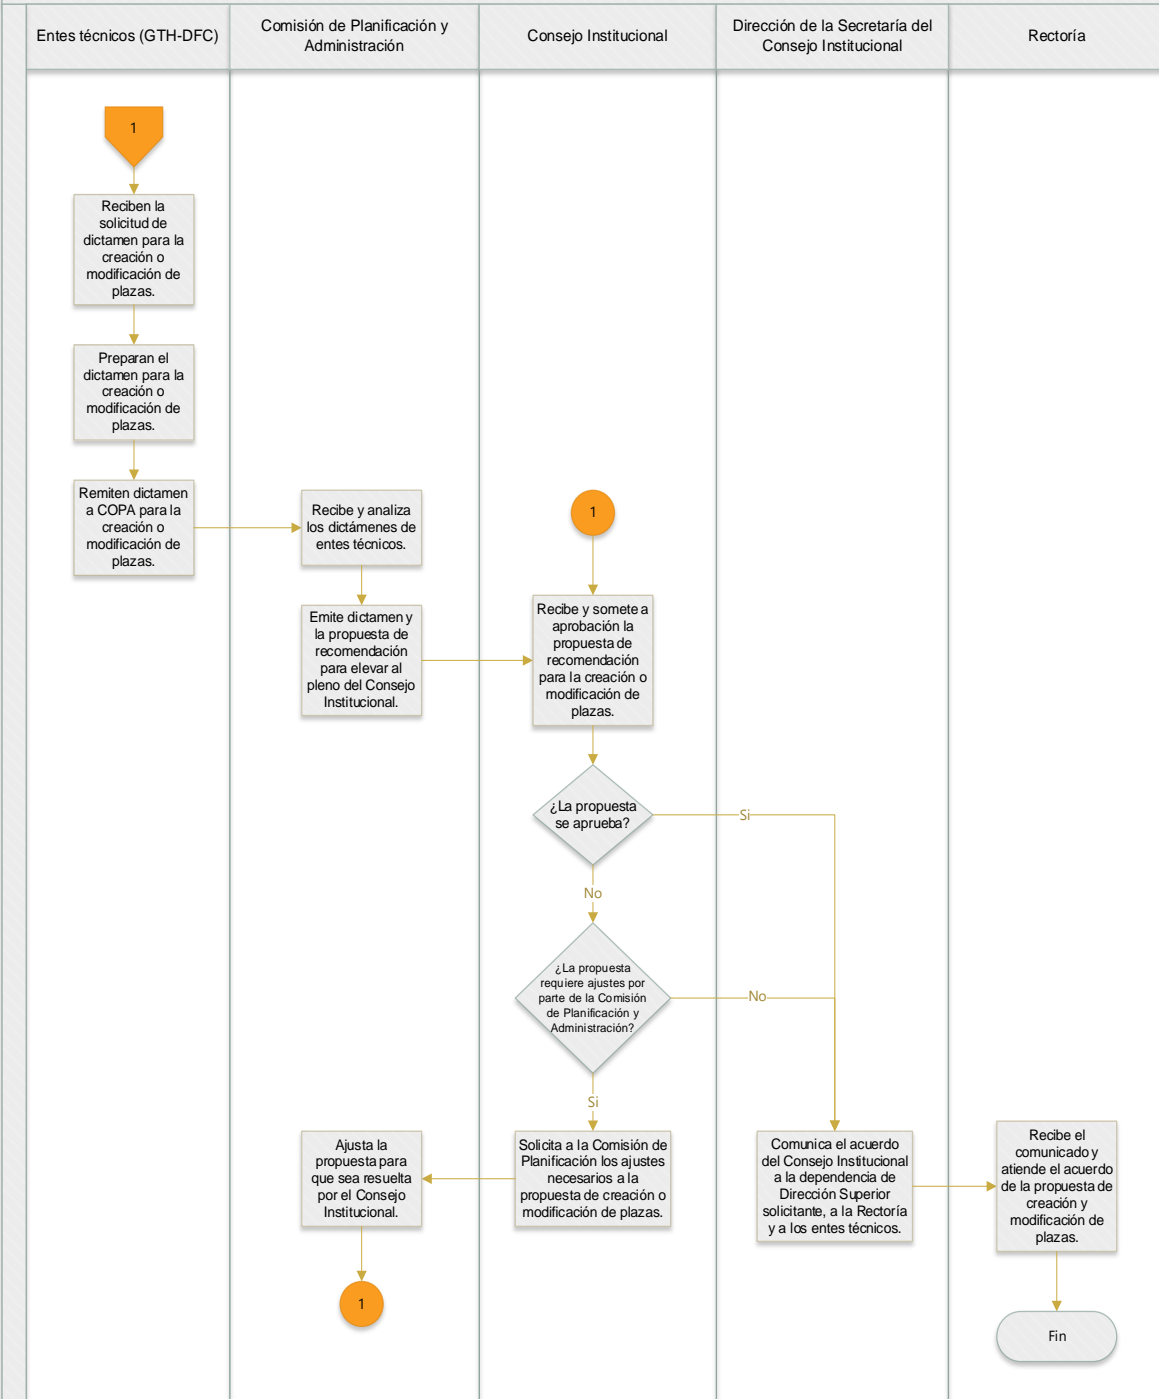 Entes técnicos (GTH-DFC)
Comisión de Planificación y
Administración
Consejo Institucional
Dirección de la Secretaría del
Consejo Institucional
Rectoría
1
Reciben la
solicitud de
dictamen para la
creación o
modificación de
plazas.
Preparan el
dictamen para la
creación o
modificación de
plazas.
Remiten dictamen
a COPA para la
creación o
modificación de
plazas.
Recibe y analiza
los dictámenes de
entes técnicos.
Emite dictamen y
la propuesta de
recomendación
para elevar al
pleno del Consejo
Institucional.
1
Recibe y somete a
aprobación la
propuesta de
recomendación
para la creación o
modificación de
plazas.
¿La propuesta
se aprueba?
Si
No
¿La propuesta
requiere ajustes por
parte de la Comisión
de Planificación y
Administración?
No
Si
Solicita a la Comisión de
Planificación los ajustes
necesarios a la
propuesta de creación o
modificación de plazas.
Ajusta la
propuesta para
que sea resuelta
por el Consejo
Institucional.
1
Comunica el acuerdo
del Consejo Institucional
a la dependencia de
Dirección Superior
solicitante, a la Rectoría
y a los entes técnicos.
Recibe el
comunicado y
atiende el acuerdo
de la propuesta de
creación y
modificación de
plazas.
Fin